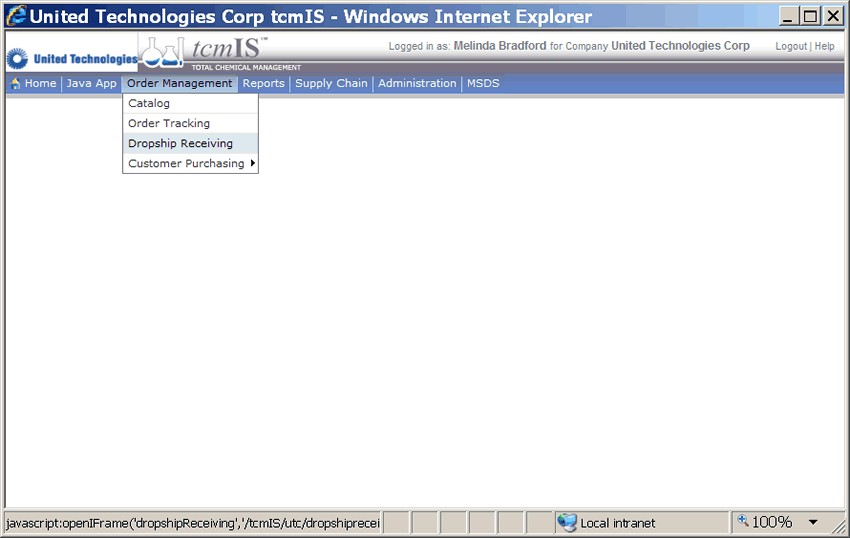 United Technologies Corp tcmIS - Windows Internet Explorer
United Technologies
tcmIS™
TOTAL CHEMICAL MANAGEMENT
Logged in as: Melinda Bradford for Company United Technologies Corp
Logout | Help
Home | Java App | Order Management | Reports | Supply Chain | Administration | MSDS
Catalog
Order Tracking
Dropship Receiving
Customer Purchasing
javascript:openIFrame('dropshipReceiving','/tcmIS/utc/dropshiprecei
Local intranet
100%